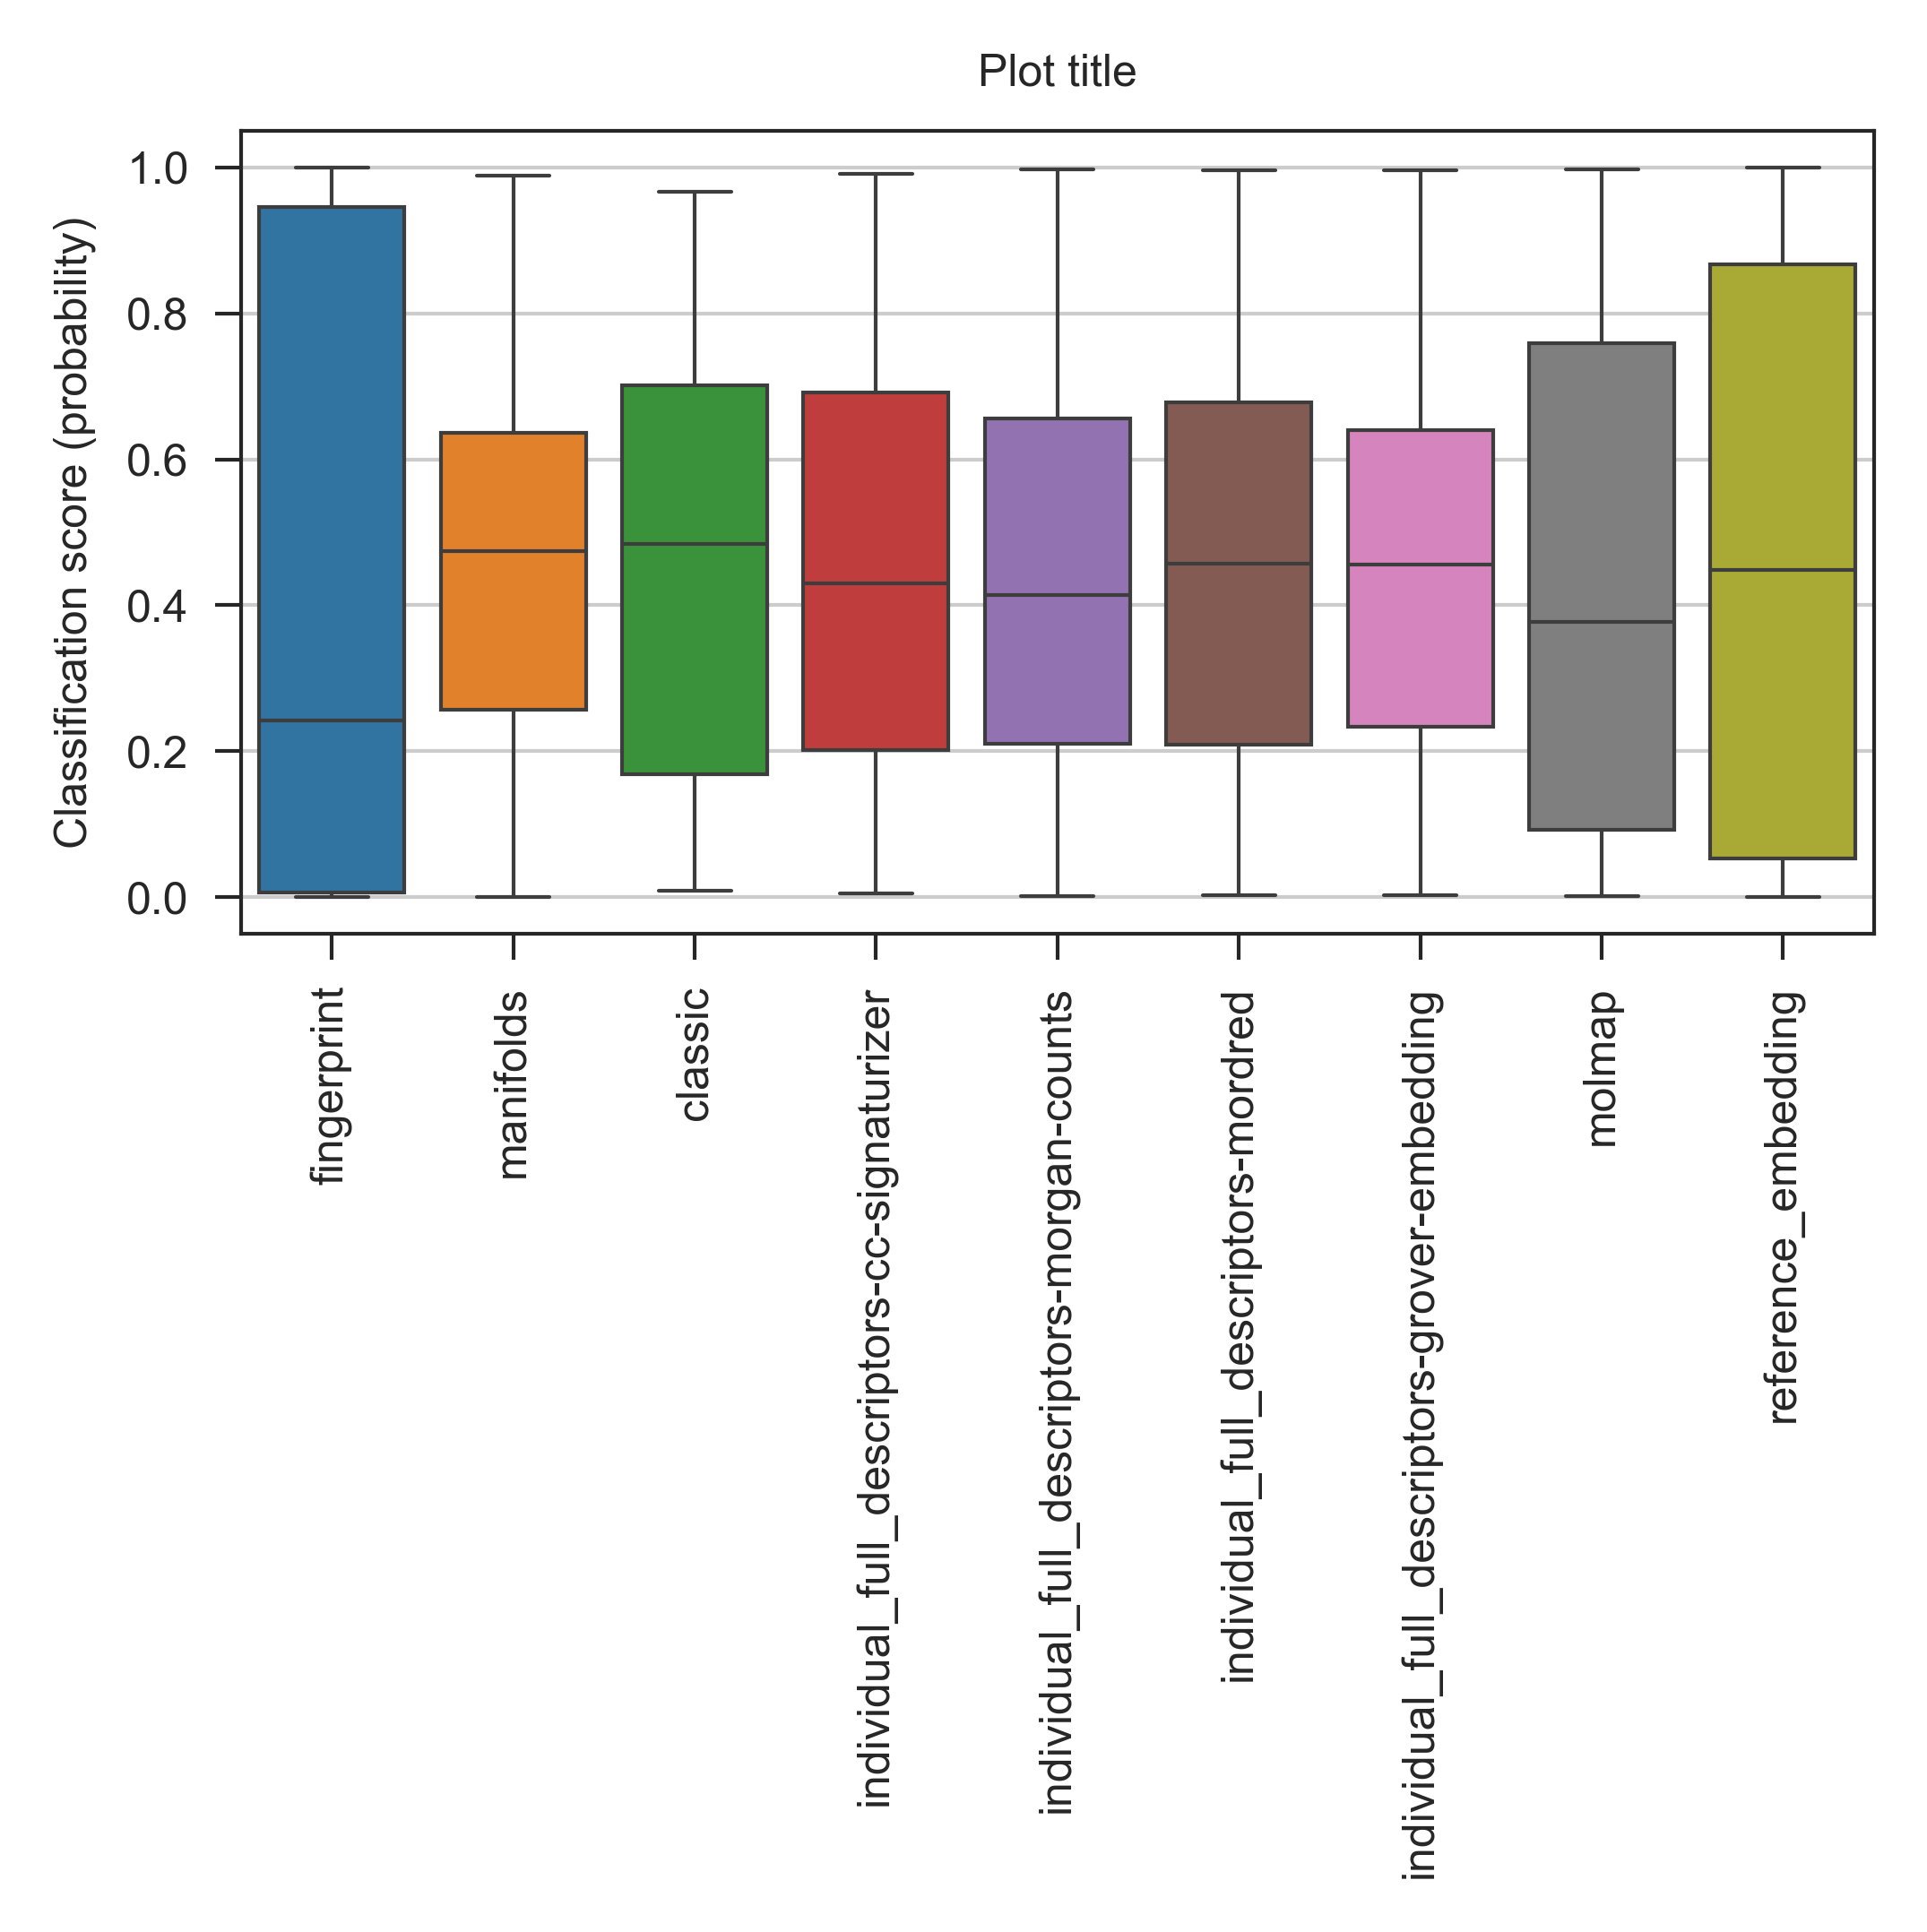 Plot title
Classification score (probability)
1.0
0.8
0.6
0.4
0.2
0.0
fingerprint
manifolds
classic
individual_full_descriptors-cc-signaturizer
individual_full_descriptors-morgan-counts
individual_full_descriptors-mordred
individual_full_descriptors-grover-embedding
molmap
reference_embedding